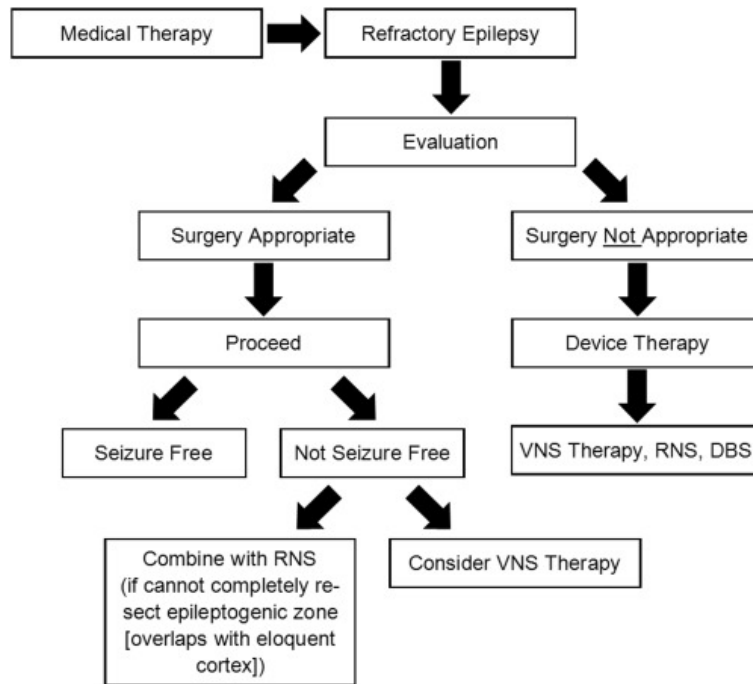 Medical Therapy
Refractory Epilepsy
Evaluation
Surgery Appropriate
Surgery Not Appropriate
Proceed
Device Therapy
Seizure Free
Not Seizure Free
VNS Therapy, RNS, DBS
Combine with RNS
(if cannot completely re-
sect epileptogenic zone
[overlaps with eloquent
cortex])
Consider VNS Therapy